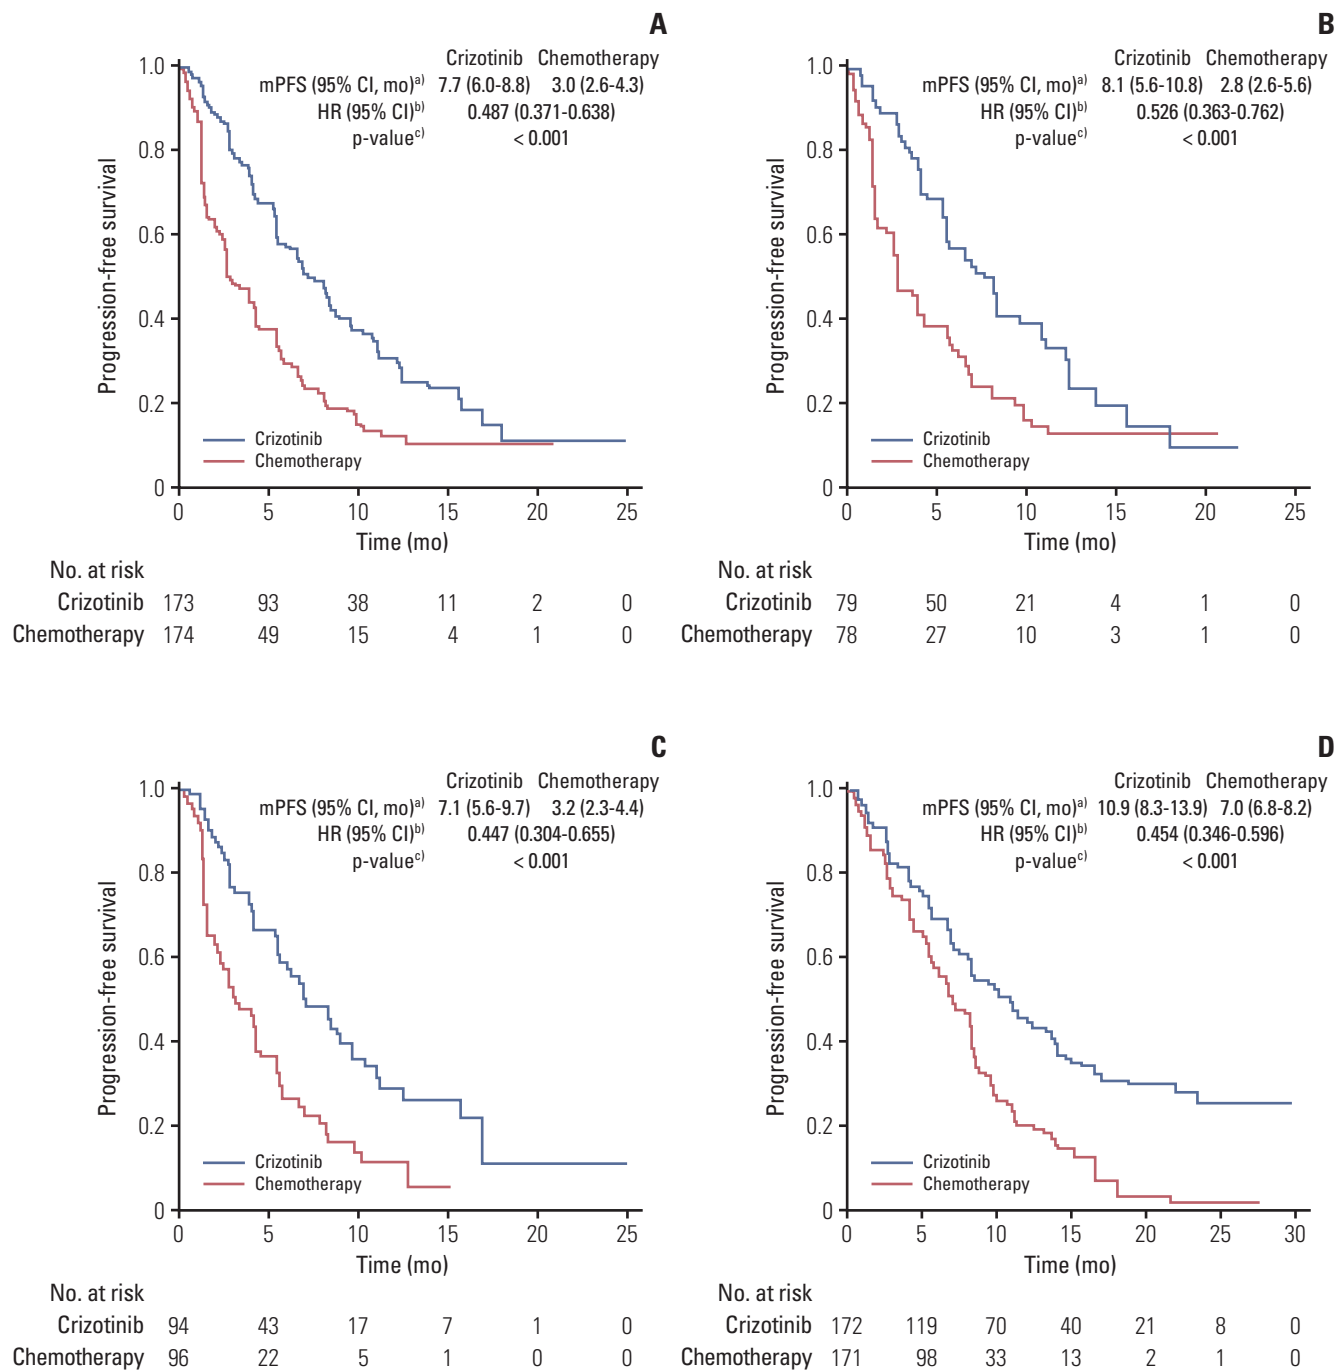 A
Crizotinib Chemotherapy
mPFS (95% CI, mo)a) 7.7 (6.0-8.8) 3.0 (2.6-4.3)
HR (95% CI)b) 0.487 (0.371-0.638)
p-valuec) < 0.001
Progression-free survival
1.0
0.8
0.6
0.4
0.2
0
Crizotinib
Chemotherapy
0 5 10 15 20 25
Time (mo)
No. at risk
Crizotinib 173 93 38 11 2 0
Chemotherapy 174 49 15 4 1 0
B
Crizotinib Chemotherapy
mPFS (95% CI, mo)a) 8.1 (5.6-10.8) 2.8 (2.6-5.6)
HR (95% CI)b) 0.526 (0.363-0.762)
p-valuec) < 0.001
Progression-free survival
1.0
0.8
0.6
0.4
0.2
0
Crizotinib
Chemotherapy
0 5 10 15 20 25
Time (mo)
No. at risk
Crizotinib 79 50 21 4 1 0
Chemotherapy 78 27 10 3 1 0
C
Crizotinib Chemotherapy
mPFS (95% CI, mo)a) 7.1 (5.6-9.7) 3.2 (2.3-4.4)
HR (95% CI)b) 0.447 (0.304-0.655)
p-valuec) < 0.001
Progression-free survival
1.0
0.8
0.6
0.4
0.2
0
Crizotinib
Chemotherapy
0 5 10 15 20 25
Time (mo)
No. at risk
Crizotinib 94 43 17 7 1 0
Chemotherapy 96 22 5 1 0 0
D
Crizotinib Chemotherapy
mPFS (95% CI, mo)a) 10.9 (8.3-13.9) 7.0 (6.8-8.2)
HR (95% CI)b) 0.454 (0.346-0.596)
p-valuec) < 0.001
Progression-free survival
1.0
0.8
0.6
0.4
0.2
0
Crizotinib
Chemotherapy
0 5 10 15 20 25 30
Time (mo)
No. at risk
Crizotinib 172 119 70 40 21 8 0
Chemotherapy 171 98 33 13 2 1 0